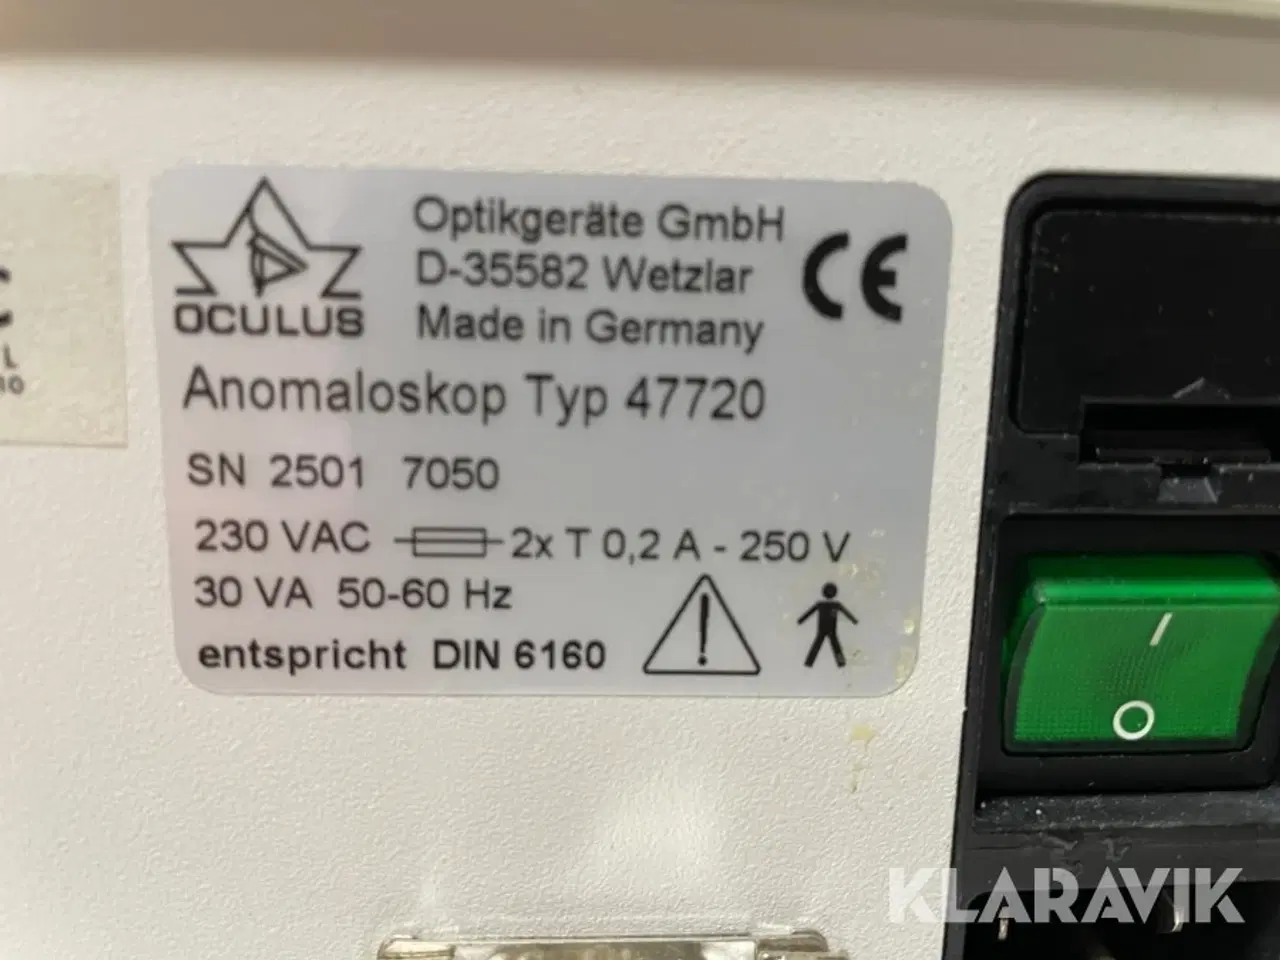 Optikgeräte GmbH
D-35582 Wetzlar
Made in Germany
CE
OCULUS
Anomaloskop Typ 47720
SN 2501 7050
230 VAC 2x T 0,2 A - 250 V
30 VA 50-60 Hz
entspricht DIN 6160
L
KLARAVIK